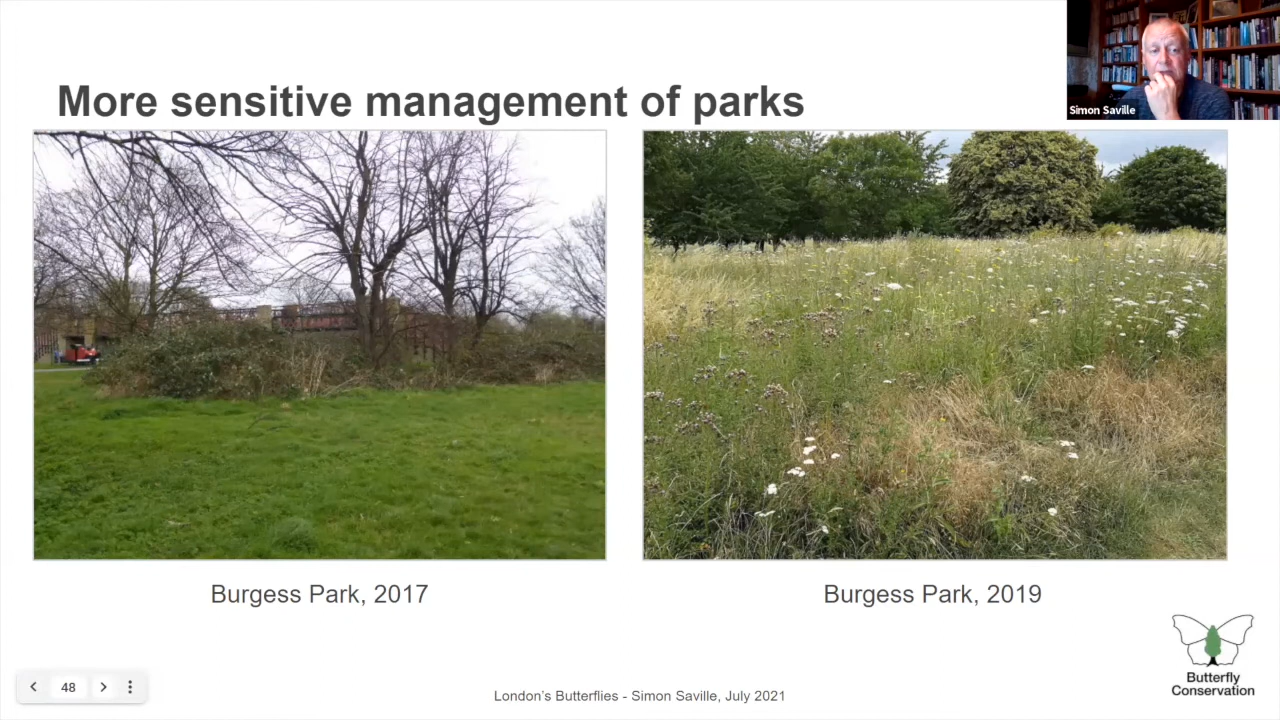 More sensitive management of parks
Simon Saville
Burgess Park, 2017
Burgess Park, 2019
Butterfly
Conservation
48
London’s Butterflies - Simon Saville, July 2021